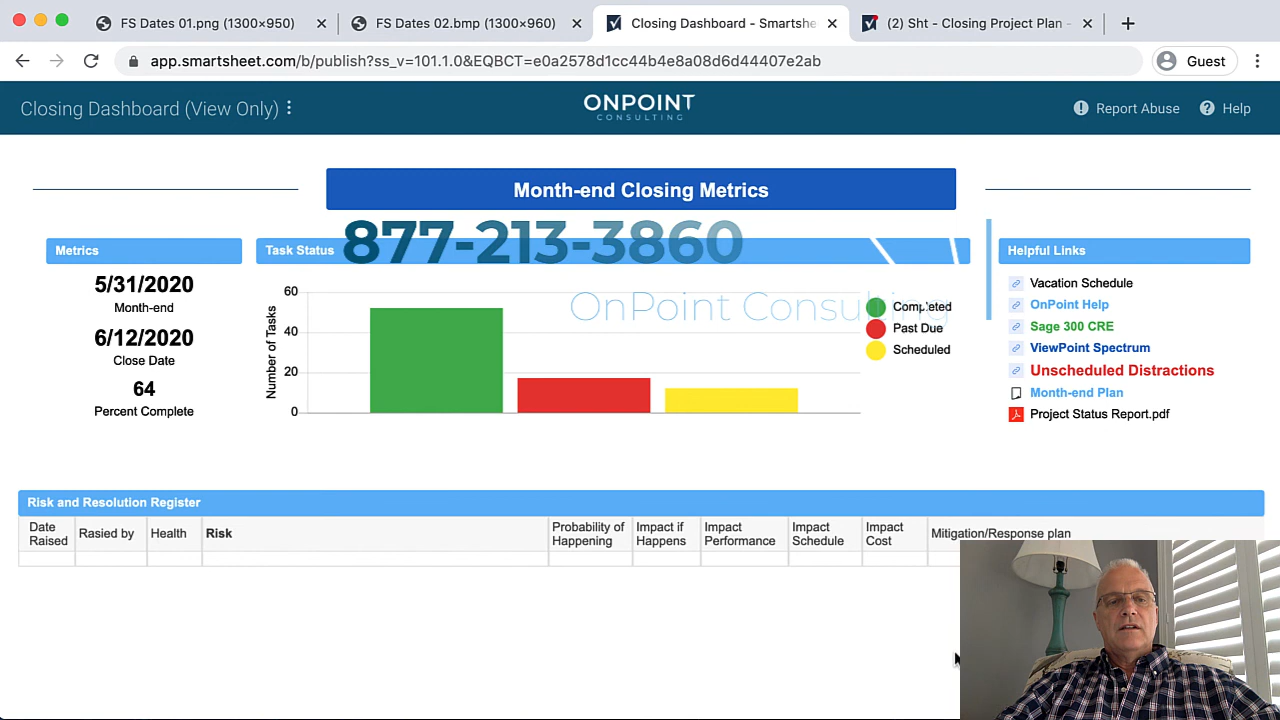 FS Dates 01.png (1300×950)
FS Dates 02.bmp (1300×960)
Closing Dashboard - Smartshe
(2) Sht - Closing Project Plan -
app.smartsheet.com/b/publish?ss_v=101.1.0&EQBCT=e0a2578d1cc44b4e8a08d6d44407e2ab
Guest
Closing Dashboard (View Only)
ONPOINT
CONSULTING
Report Abuse
Help
Month-end Closing Metrics
877-213-3860
OnPoint Consulting
Metrics
5/31/2020
Month-end
6/12/2020
Close Date
64
Percent Complete
Task Status
Number of Tasks
60
40
20
0
Completed
Past Due
Scheduled
Helpful Links
Vacation Schedule
OnPoint Help
Sage 300 CRE
ViewPoint Spectrum
Unscheduled Distractions
Month-end Plan
Project Status Report.pdf
Risk and Resolution Register
Date Raised
Rasied by
Health
Risk
Probability of Happening
Impact if Happens
Impact Performance
Impact Schedule
Impact Cost
Mitigation/Response plan